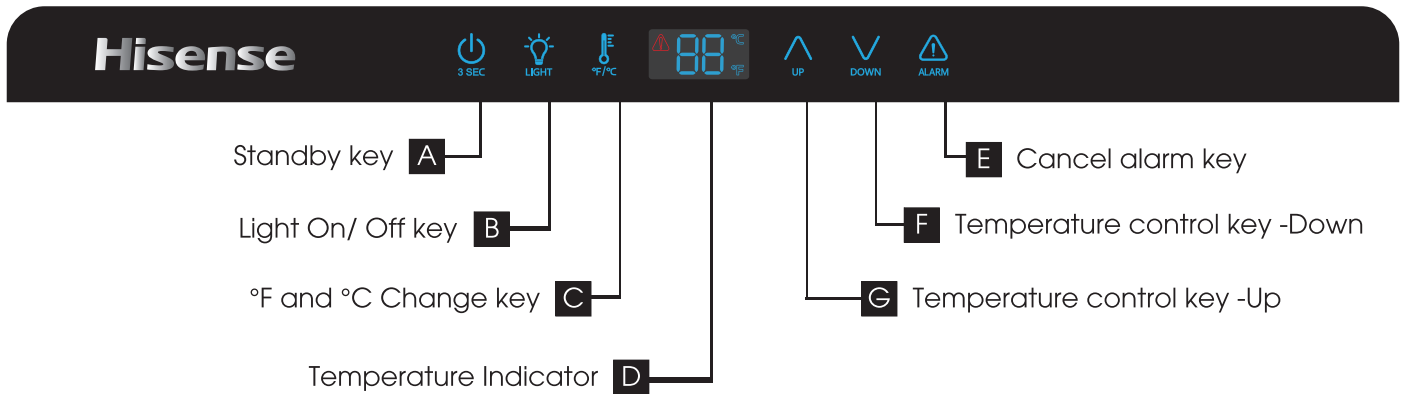 Hisense
3 SEC
LIGHT
°F/°C
88 °C
°F
UP
DOWN
ALARM
Standby key A
E Cancel alarm key
Light On/ Off key B
F Temperature control key -Down
°F and °C Change key C
G Temperature control key -Up
Temperature Indicator D